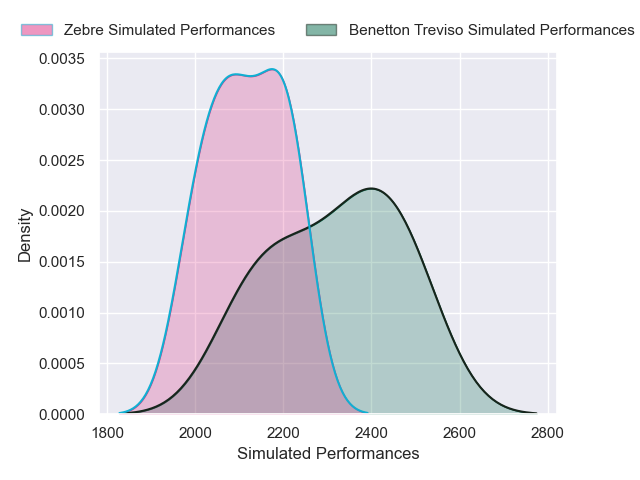 Zebre Simulated Performances Benetton Treviso Simulated Performances
0.0035
0.0030
0.0025
0.0020
0.0015
0.0010
0.0005
0.0000
Density
1800 2000 2200 2400 2600 2800
Simulated Performances